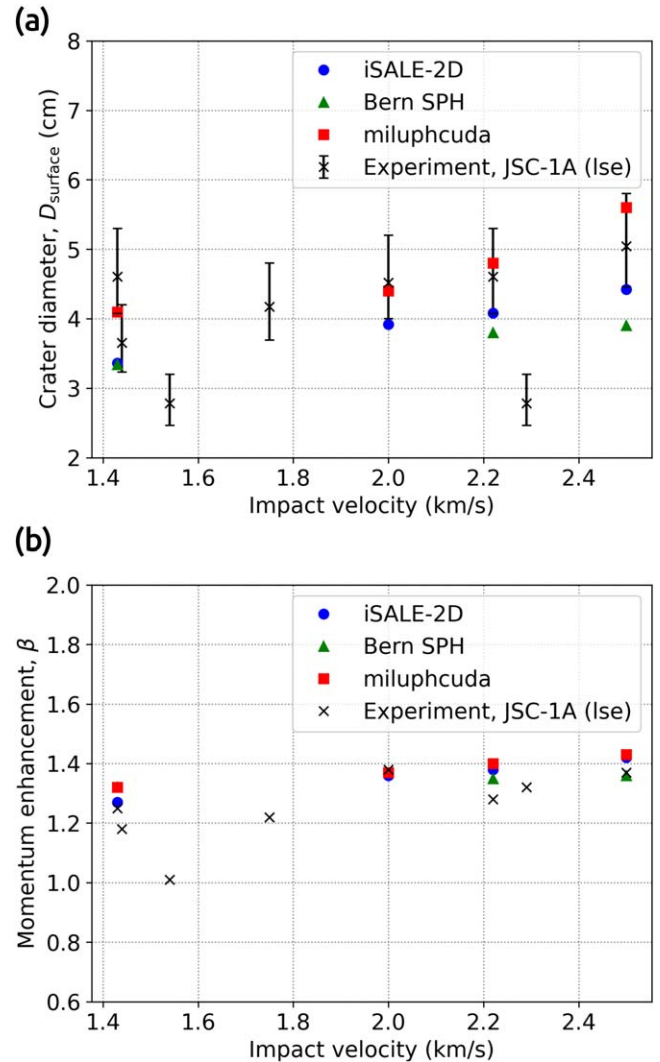 (a)
8
7
6
5
4
3
2
Crater diameter, D_surface (cm)
iSALE-2D
Bern SPH
miluphcuda
Experiment, JSC-1A (Ise)
1.4 1.6 1.8 2.0 2.2 2.4
Impact velocity (km/s)
(b)
2.0
1.8
1.6
1.4
1.2
1.0
0.8
0.6
Momentum enhancement, β
iSALE-2D
Bern SPH
miluphcuda
Experiment, JSC-1A (Ise)
1.4 1.6 1.8 2.0 2.2 2.4
Impact velocity (km/s)